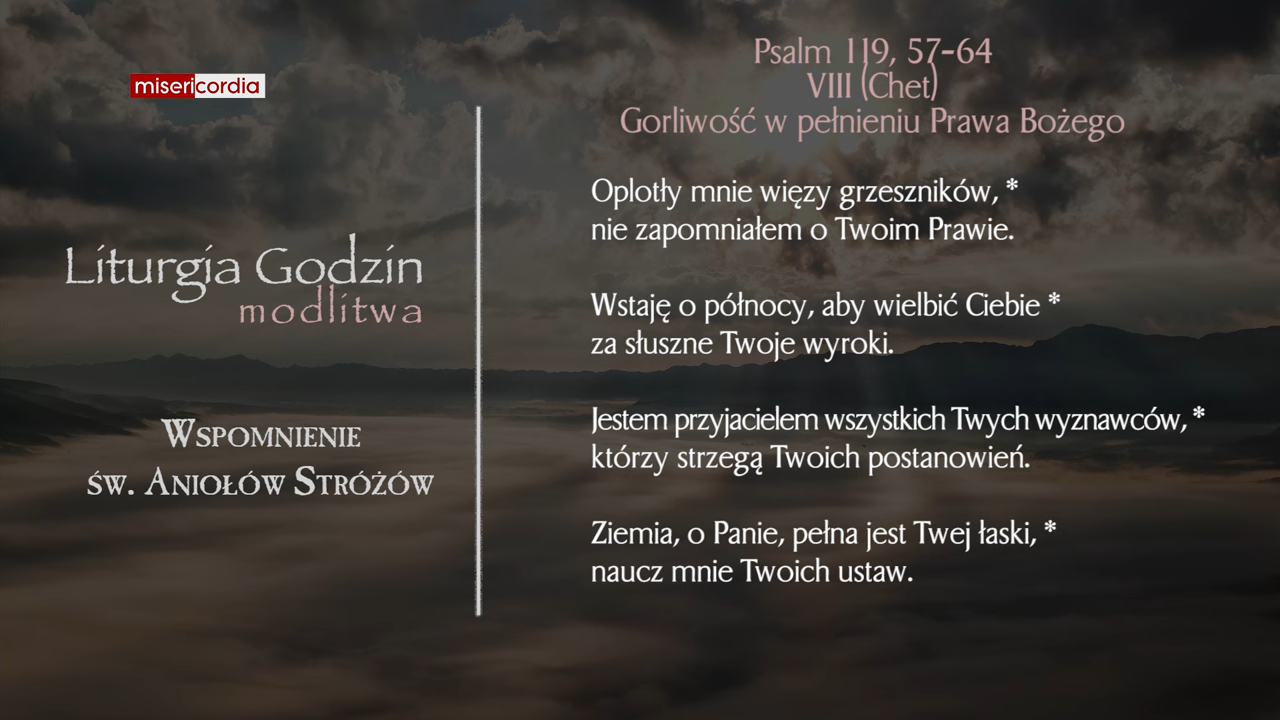 misericordia
Liturgia Godzin
modlitwa
Wspomnienie
św. Aniołów Stróżów
Psalm 119, 57-64
VIII (Chet)
Gorliwość w pełnieniu Prawa Bożego
Oplotły mnie więzy grzeszników, *
nie zapomniałem o Twoim Prawie.
Wstaję o północy, aby wielbić Ciebie *
za słuszne Twoje wyroki.
Jestem przyjacielem wszystkich Twych wyznawców, *
którzy strzegą Twoich postanowień.
Ziemia, o Panie, pełna jest Twej łaski, *
naucz mnie Twoich ustaw.